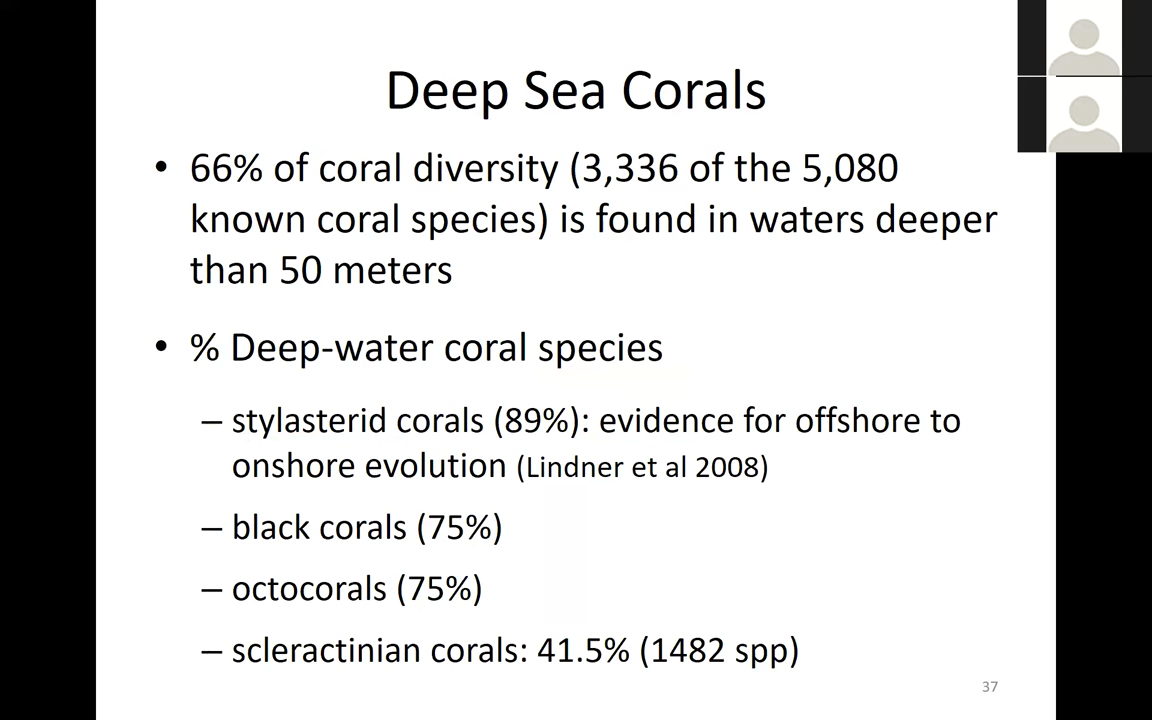 Deep Sea Corals
• 66% of coral diversity (3,336 of the 5,080
known coral species) is found in waters deeper
than 50 meters
• % Deep-water coral species
– stylasterid corals (89%): evidence for offshore to
onshore evolution (Lindner et al 2008)
– black corals (75%)
– octocorals (75%)
– scleractinian corals: 41.5% (1482 spp)
37